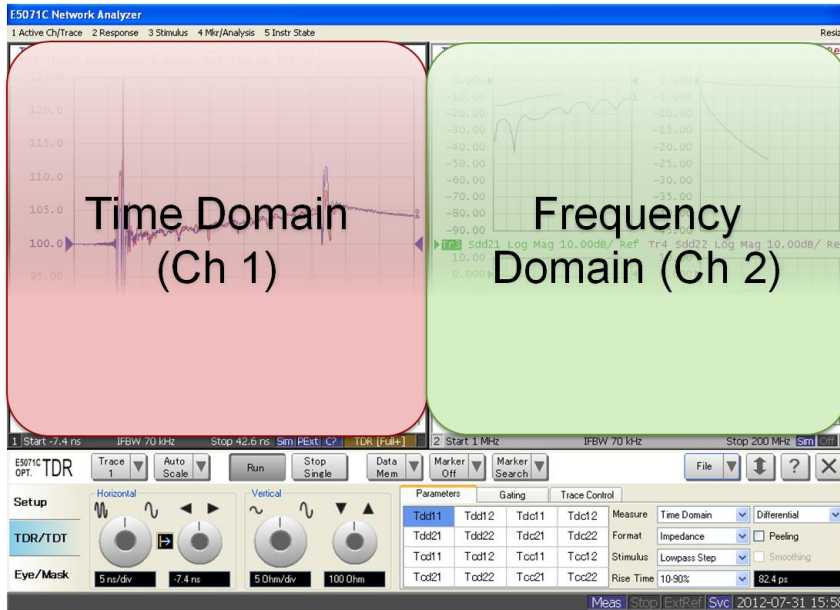 E5071C Network Analyzer
1 Active Ch/Trace 2 Response 3 Stimulus 4 Mkr/Analysis 5 Instr State
Resiz
120.0
115.0
110.0
105.0
100.0
95.00
Time Domain
(Ch 1)
0.000
-10.00
-20.00
-30.00
-40.00
-50.00
-60.00
-70.00
-80.00
-90.00
0.000
-5.000
-10.00
-15.00
-20.00
-25.00
-30.00
Frequency
Domain (Ch 2)
Tr3 Sdd21 Log Mag 10.00dB/ Ref Tr4 Sdd22 Log Mag 10.00dB/ Re
10.00
0.000
1 Start -7.4 ns IFBW 70 kHz Stop 42.6 ns Sim PExt C? TDR [Full+]
2 Start 1 MHz IFBW 70 kHz Stop 200 MHz Sim Off
E5071C
OPT. TDR
Trace
1
Auto
Scale
Run
Stop
Single
Data
Mem
Marker
Off
Marker
Search
File
?
Setup
TDR/TDT
Eye/Mask
Horizontal
5 ns/div
-7.4 ns
Vertical
5 Ohm/div
100 Ohm
Parameters Gating Trace Control
Tdd11 Tdd12 Tdc11 Tdc12
Tdd21 Tdd22 Tdc21 Tdc22
Tcd11 Tcd12 Tcc11 Tcc12
Tcd21 Tcd22 Tcc21 Tcc22
Measure Time Domain Differential
Format Impedance Peeling
Stimulus Lowpass Step Smoothing
Rise Time 10-90% 82.4 ps
Meas Stop ExtRef Svc 2012-07-31 15:5